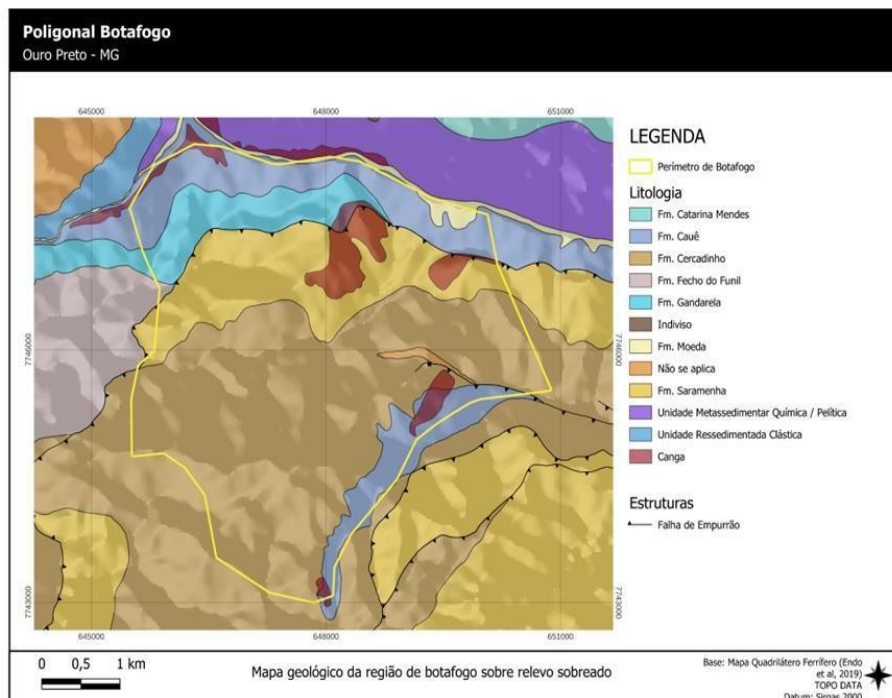 Poligonal Botafogo
Ouro Preto - MG
645000
648000
651000
7746000
7746000
7743000
7743000
645000
648000
651000
LEGENDA
Perímetro de Botafogo
Litologia
Fm. Catarina Mendes
Fm. Cauê
Fm. Cercadinho
Fm. Fecho do Funil
Fm. Gandarela
Indiviso
Fm. Moeda
Não se aplica
Fm. Saramenha
Unidade Metassedimentar Química / Pelítica
Unidade Ressedimentada Clástica
Canga
Estruturas
Falha de Empurrão
0 0,5 1 km
Mapa geológico da região de botafogo sobre relevo sobreado
Base: Mapa Quadrilátero Ferrífero (Endo
et al, 2019)
TOPO DATA
Datum: Sirgas 2000